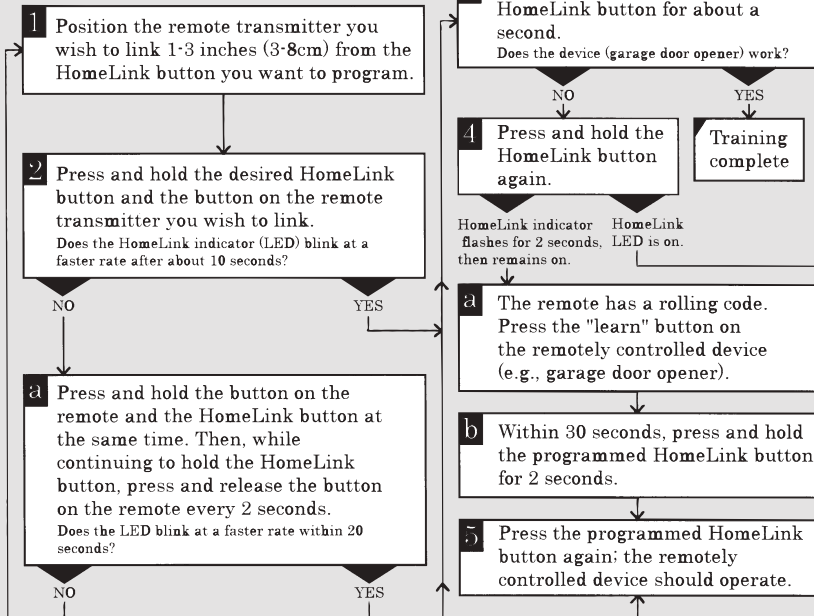 1 Position the remote transmitter you
wish to link 1-3 inches (3-8cm) from the
HomeLink button you want to program.
2 Press and hold the desired HomeLink
button and the button on the remote
transmitter you wish to link.
Does the HomeLink indicator (LED) blink at a
faster rate after about 10 seconds?
NO
YES
a Press and hold the button on the
remote and the HomeLink button at
the same time. Then, while
continuing to hold the HomeLink
button, press and release the button
on the remote every 2 seconds.
Does the LED blink at a faster rate within 20
seconds?
NO
YES
HomeLink button for about a
second.
Does the device (garage door opener) work?
NO
YES
4 Press and hold the
HomeLink button
again.
Training
complete
HomeLink indicator
flashes for 2 seconds,
then remains on.
HomeLink
LED is on.
a The remote has a rolling code.
Press the "learn" button on
the remotely controlled device
(e.g., garage door opener).
b Within 30 seconds, press and hold
the programmed HomeLink button
for 2 seconds.
5 Press the programmed HomeLink
button again; the remotely
controlled device should operate.